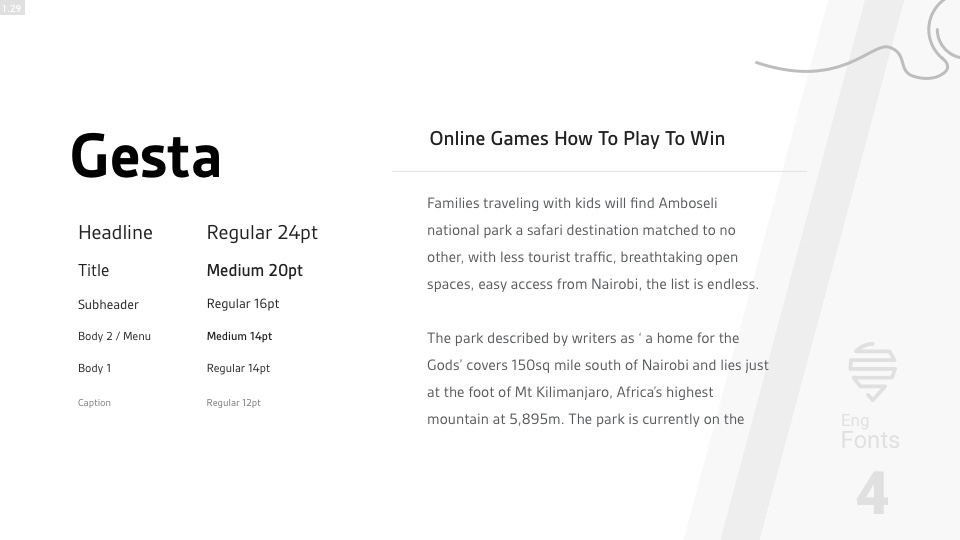 1.29
Gesta
Headline Regular 24pt
Title Medium 20pt
Subheader Regular 16pt
Body 2 / Menu Medium 14pt
Body 1 Regular 14pt
Caption Regular 12pt
Online Games How To Play To Win
Families traveling with kids will find Amboseli
national park a safari destination matched to no
other, with less tourist traffic, breathtaking open
spaces, easy access from Nairobi, the list is endless.
The park described by writers as ‘ a home for the
Gods’ covers 150sq mile south of Nairobi and lies just
at the foot of Mt Kilimanjaro, Africa’s highest
mountain at 5,895m. The park is currently on the
Eng
Fonts
4